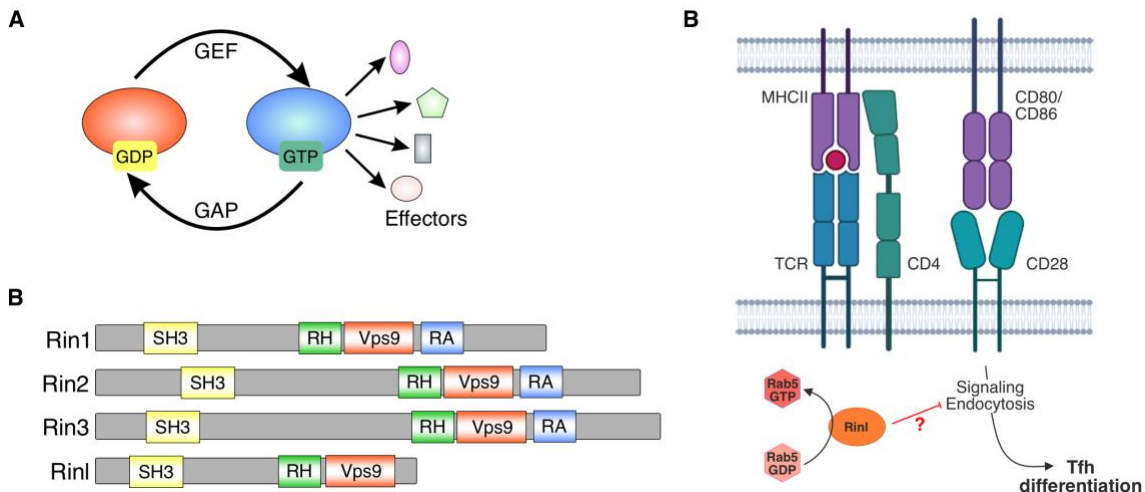 A
GEF
GDP
GTP
GAP
Effectors
B
Rin1
SH3
RH
Vps9
RA
Rin2
SH3
RH
Vps9
RA
Rin3
SH3
RH
Vps9
RA
Rinl
SH3
RH
Vps9
B
MHCII
CD80/
CD86
TCR
CD4
CD28
Rab5
GTP
Rinl
?
Rab5
GDP
Signaling
Endocytosis
Tfh
differentiation